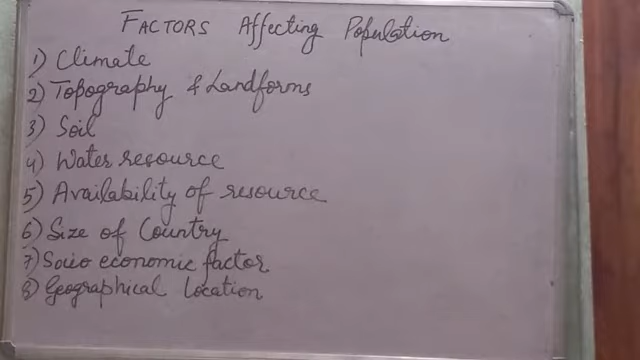 FACTORS Affecting Population
1) Climate
2) Topography & Landforms
3) Soil
4) Water resource
5) Availability of resource
6) Size of Country
7) Socio economic factor
8) Geographical Location